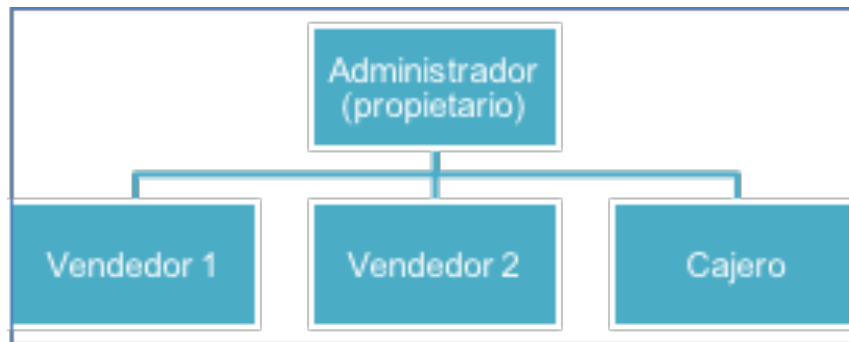 Administrador
(propietario)
Vendedor 1
Vendedor 2
Cajero